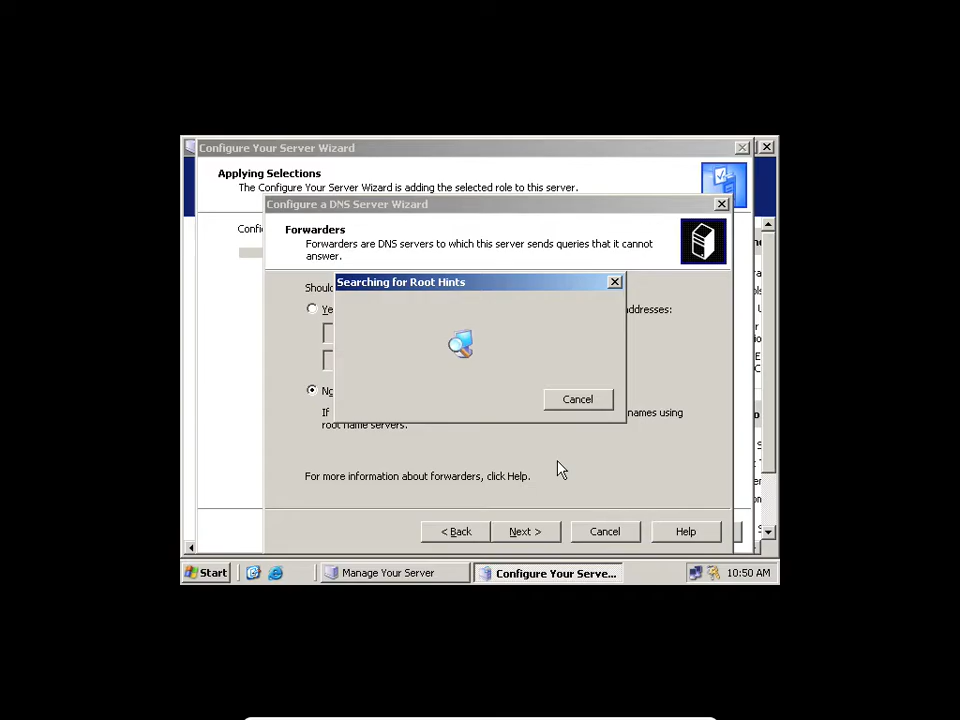 Configure Your Server Wizard
Applying Selections
The Configure Your Server Wizard is adding the selected role to this server.
Configure a DNS Server Wizard
Forwarders
Forwarders are DNS servers to which this server sends queries that it cannot
answer.
Searching for Root Hints
addresses:
Cancel
If
names using
root name servers.
For more information about forwarders, click Help.
< Back
Next >
Cancel
Help
Start
Manage Your Server
Configure Your Serve...
10:50 AM